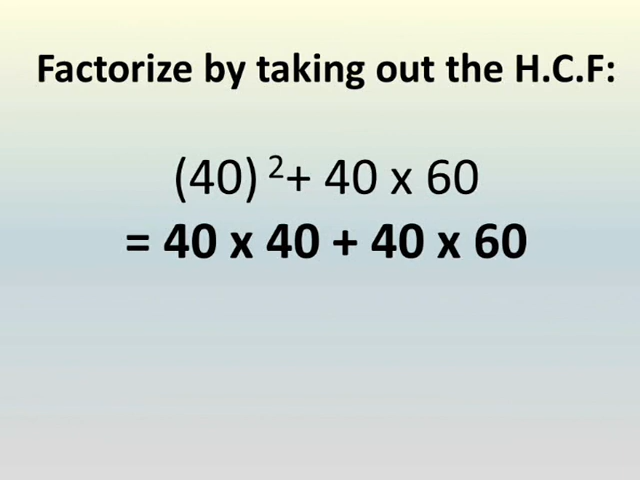 Factorize by taking out the H.C.F:
(40) ²+ 40 x 60
= 40 x 40 + 40 x 60